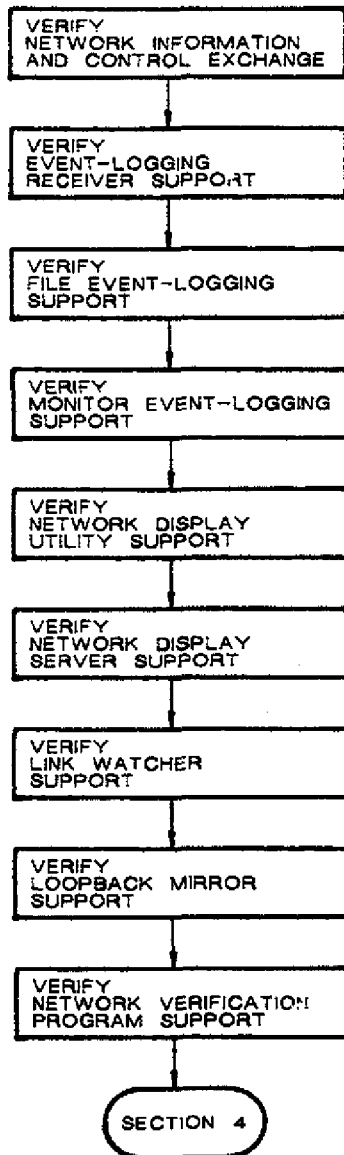 VERIFY
NETWORK INFORMATION
AND CONTROL EXCHANGE
VERIFY
EVENT-LOGGING
RECEIVER SUPPORT
VERIFY
FILE EVENT-LOGGING
SUPPORT
VERIFY
MONITOR EVENT-LOGGING
SUPPORT
VERIFY
NETWORK DISPLAY
UTILITY SUPPORT
VERIFY
NETWORK DISPLAY
SERVER SUPPORT
VERIFY
LINK WATCHER
SUPPORT
VERIFY
LOOPBACK MIRROR
SUPPORT
VERIFY
NETWORK VERIFICATION
PROGRAM SUPPORT
SECTION 4